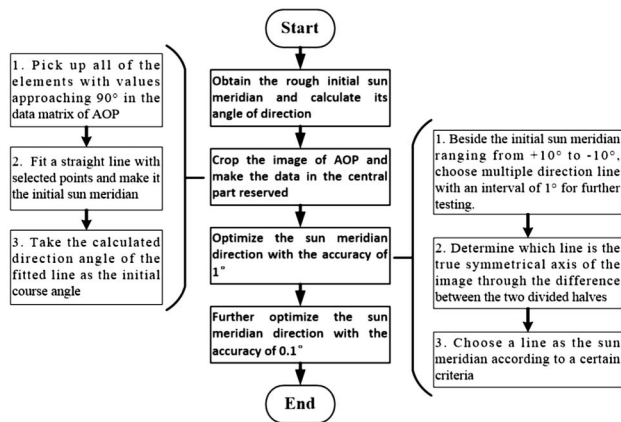 Start
1. Pick up all of the
elements with values
approaching 90° in the
data matrix of AOP
2. Fit a straight line with
selected points and make it
the initial sun meridian
3. Take the calculated
direction angle of the
fitted line as the initial
course angle
Obtain the rough initial sun
meridian and calculate its
angle of direction
Crop the image of AOP and
make the data in the central
part reserved
Optimize the sun meridian
direction with the accuracy of
1°
Further optimize the sun
meridian direction with the
accuracy of 0.1°
End
1. Beside the initial sun meridian
ranging from +10° to -10°,
choose multiple direction line
with an interval of 1° for further
testing.
2. Determine which line is the
true symmetrical axis of the
image through the difference
between the two divided halves
3. Choose a line as the sun
meridian according to a certain
criteria